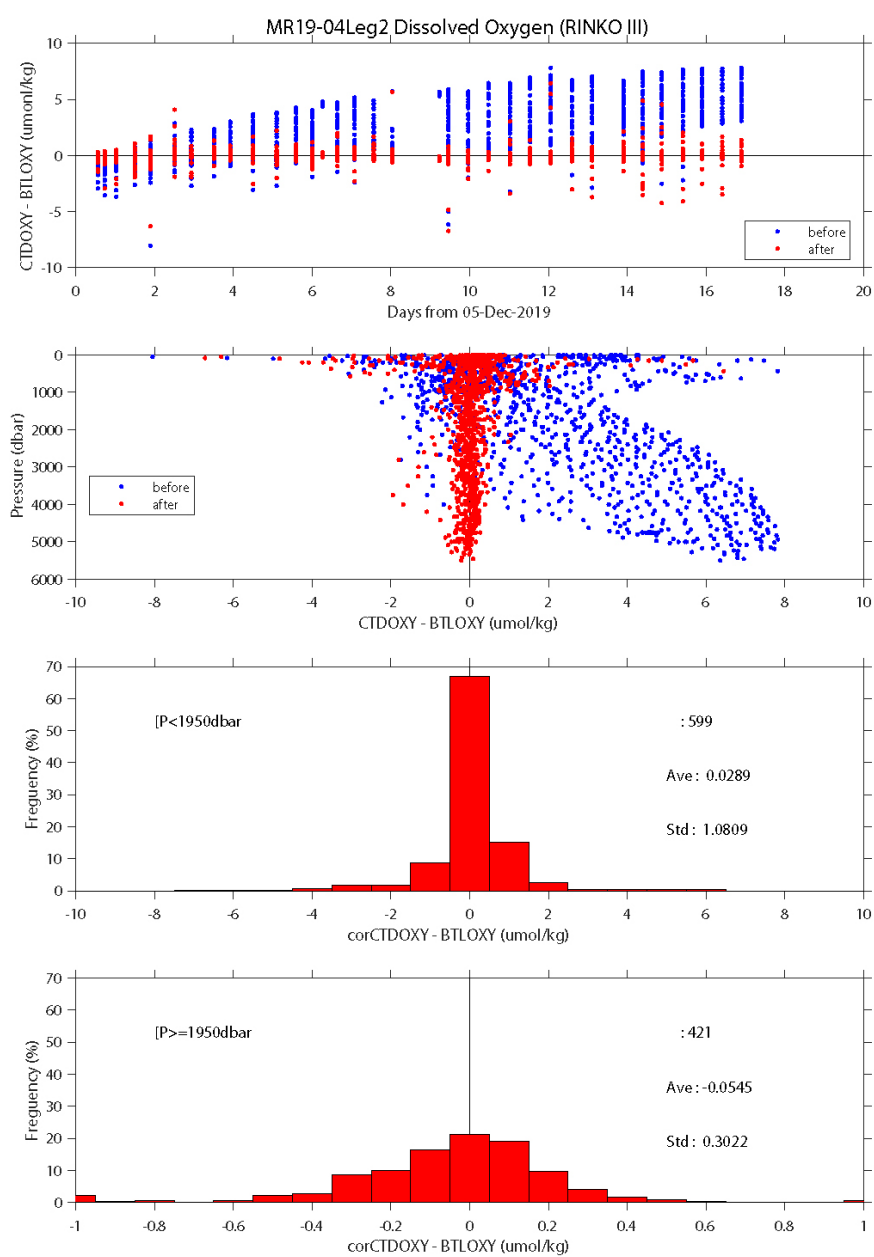 MR19-04Leg2 Dissolved Oxygen (RINKO III)
10
5
0
-5
-10
CTDOXY - BTLOXY (umonl/kg)
before
after
0 2 4 6 8 10 12 14 16 18 20
Days from 05-Dec-2019
0
1000
2000
3000
4000
5000
6000
Pressure (dbar)
before
after
-10 -8 -6 -4 -2 0 2 4 6 8 10
CTDOXY - BTLOXY (umol/kg)
70
60
50
40
30
20
10
0
Freguency (%)
[P<1950dbar : 599
Ave : 0.0289
Std : 1.0809
-10 -8 -6 -4 -2 0 2 4 6 8 10
corCTDOXY - BTLOXY (umol/kg)
70
60
50
40
30
20
10
0
Freguency (%)
[P>=1950dbar : 421
Ave : -0.0545
Std : 0.3022
-1 -0.8 -0.6 -0.4 -0.2 0 0.2 0.4 0.6 0.8 1
corCTDOXY - BTLOXY (umol/kg)